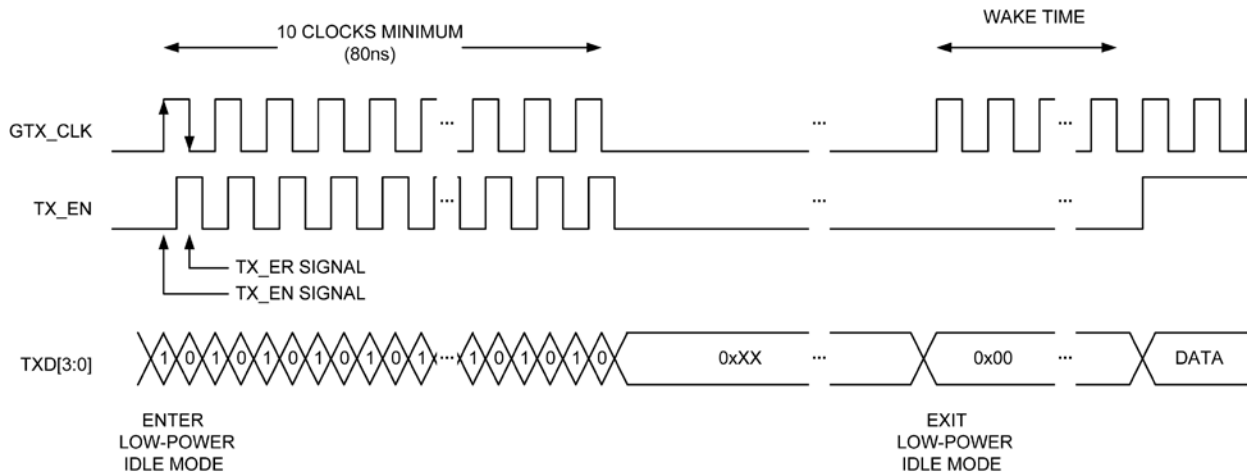 10 CLOCKS MINIMUM
(80ns)
WAKE TIME
GTX_CLK
... ... ...
TX_EN
... ... ...
TX_ER SIGNAL
TX_EN SIGNAL
TXD[3:0]
1 0 1 0 1 0 1 0 1 0 1 ... 1 0 1 0 1 0 0xXX ... 0x00 ... DATA
ENTER
LOW-POWER
IDLE MODE
EXIT
LOW-POWER
IDLE MODE